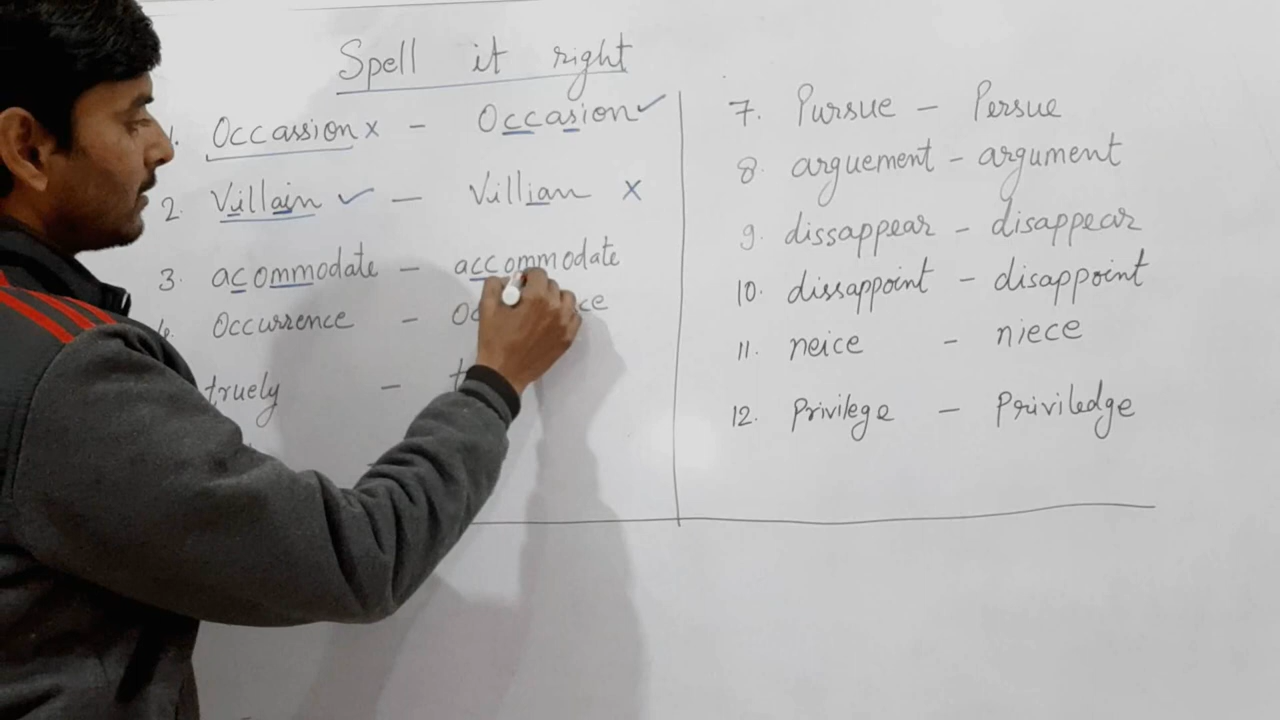 Spell it right
1. Occassion x - Occasion ✓
2. Villain ✓ - Villian x
3. acommodate - accommodate
Occurrence -
truely -
7. Pursue - Persue
8. arguement - argument
9. dissappear - disappear
10. dissappoint - disappoint
11. neice - niece
12. Privilege - Priviledge